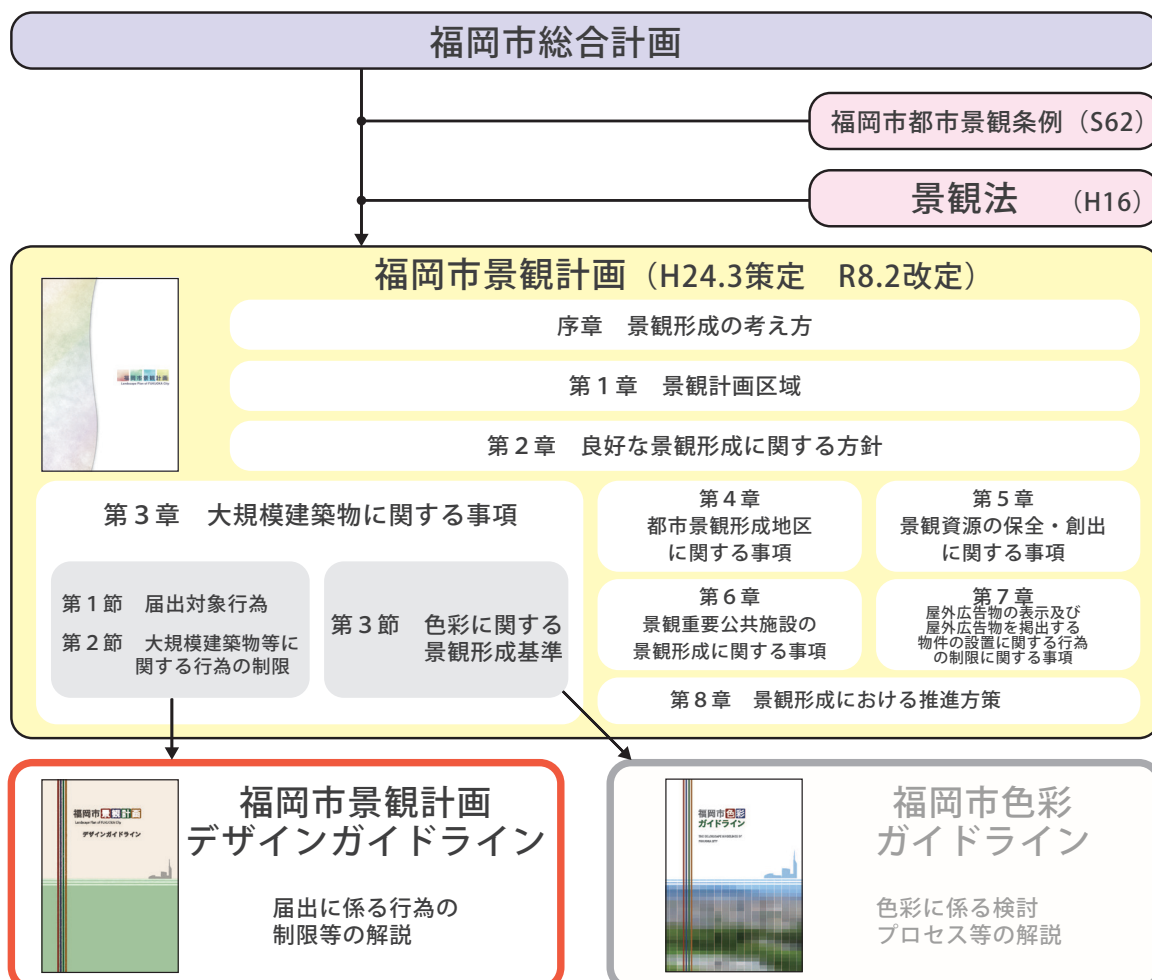 福岡市総合計画
福岡市都市景観条例（S62）
景観法　（H16）
福岡市景観計画（H24.3策定　R8.2改定）
福岡市景観計画
Landscape Plan of FUKUOKA City
序章　景観形成の考え方
第１章　景観計画区域
第２章　良好な景観形成に関する方針
第３章　大規模建築物に関する事項
第１節　届出対象行為
第２節　大規模建築物等に
関する行為の制限
第３節　色彩に関する
景観形成基準
第４章
都市景観形成地区
に関する事項
第５章
景観資源の保全・創出
に関する事項
第６章
景観重要公共施設の
景観形成に関する事項
第７章
屋外広告物の表示及び
屋外広告物を掲出する
物件の設置に関する行為
の制限に関する事項
第８章　景観形成における推進方策
福岡市景観計画
Landscape Plan of FUKUOKA City
デザインガイドライン
福岡市景観計画
デザインガイドライン
届出に係る行為の
制限等の解説
福岡市色彩
ガイドライン
福岡市色彩
ガイドライン
色彩に係る検討
プロセス等の解説